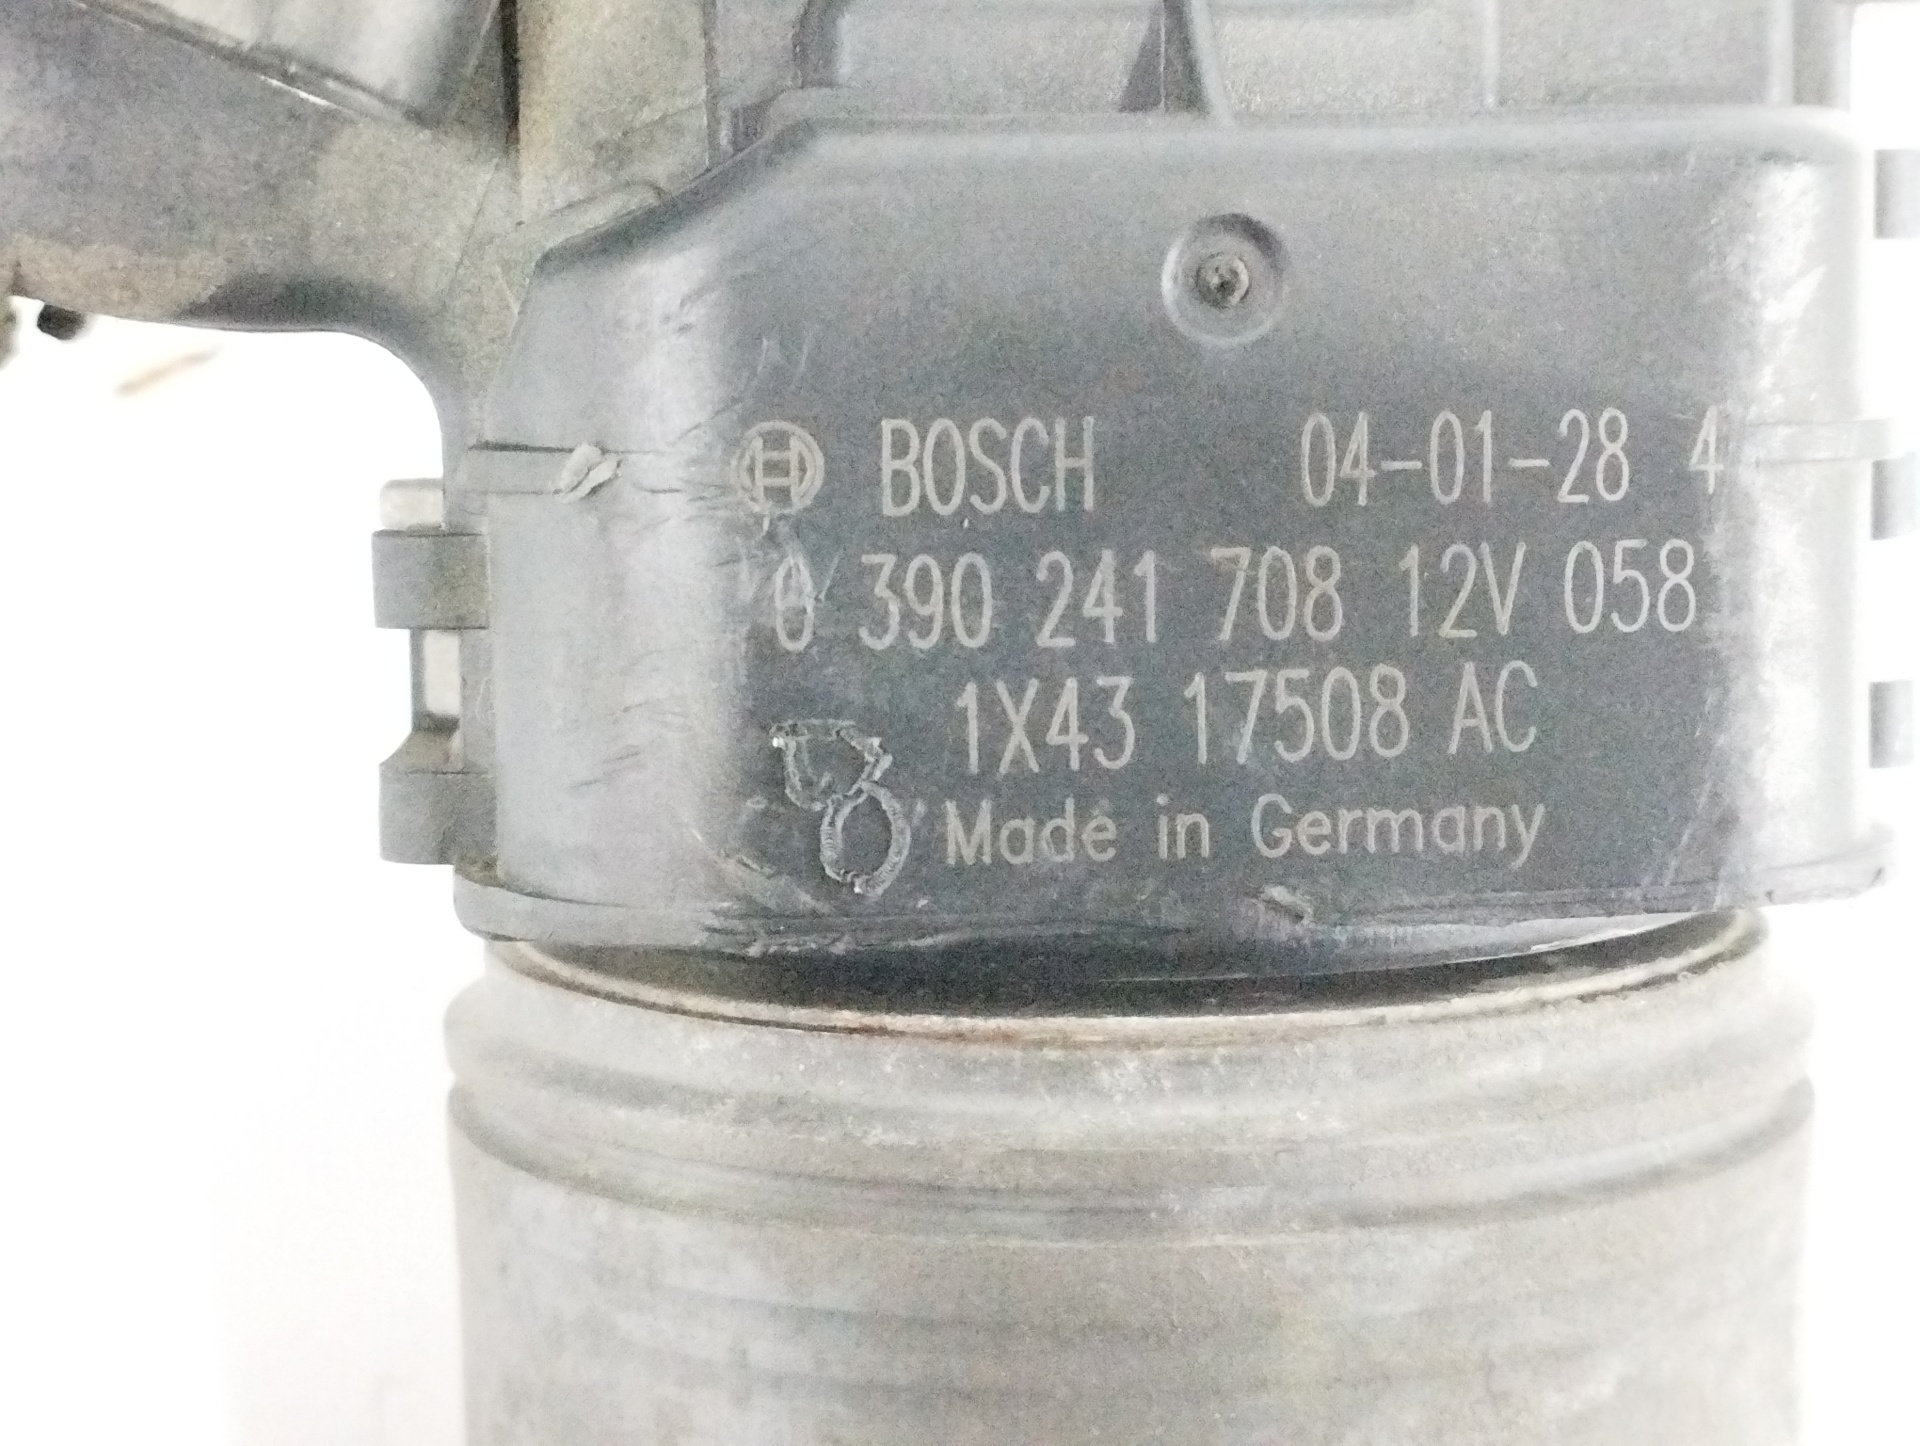 BOSCH 04-01-28 4
0 390 241 708 12V 058
1X43 17508 AC
Made in Germany